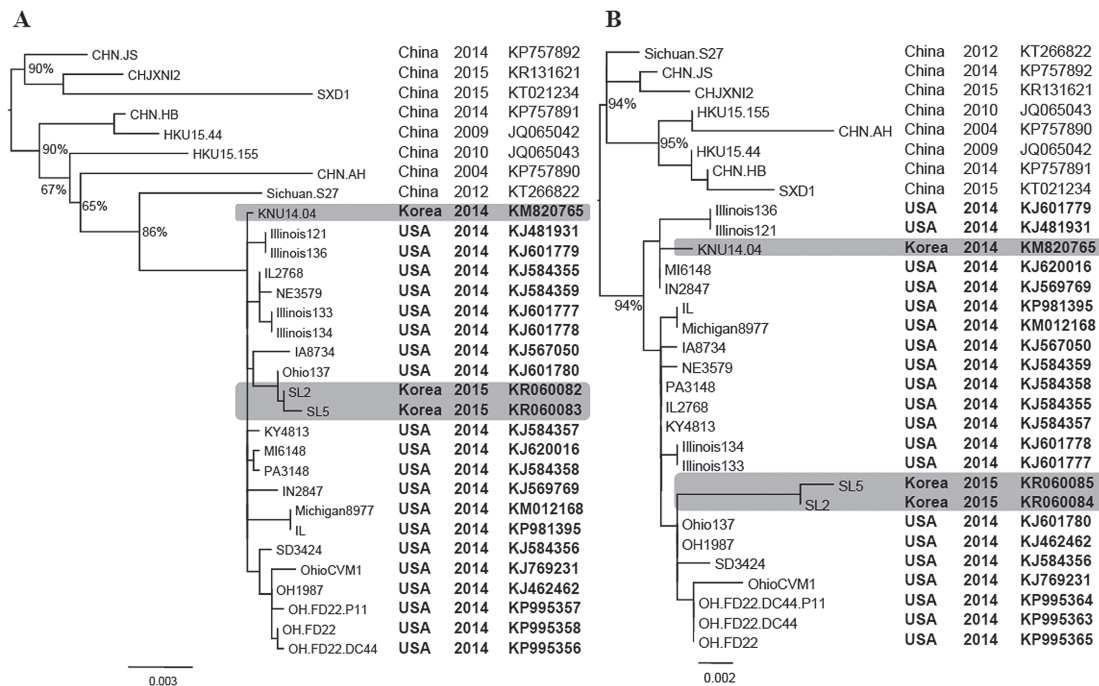 A
CHN.JS China 2014 KP757892
90%
CHJXNI2 China 2015 KR131621
SXD1 China 2015 KT021234
CHN.HB China 2014 KP757891
HKU15.44 China 2009 JQ065042
90%
HKU15.155 China 2010 JQ065043
67%
CHN.AH China 2004 KP757890
65%
Sichuan.S27 China 2012 KT266822
KNU14.04 Korea 2014 KM820765
86%
Illinois121 USA 2014 KJ481931
Illinois136 USA 2014 KJ601779
IL2768 USA 2014 KJ584355
NE3579 USA 2014 KJ584359
Illinois133 USA 2014 KJ601777
Illinois134 USA 2014 KJ601778
IA8734 USA 2014 KJ567050
Ohio137 USA 2014 KJ601780
SL2 Korea 2015 KR060082
SL5 Korea 2015 KR060083
KY4813 USA 2014 KJ584357
MI6148 USA 2014 KJ620016
PA3148 USA 2014 KJ584358
IN2847 USA 2014 KJ569769
Michigan8977 USA 2014 KM012168
IL USA 2014 KP981395
SD3424 USA 2014 KJ584356
OhioCVM1 USA 2014 KJ769231
OH1987 USA 2014 KJ462462
OH.FD22.P11 USA 2014 KP995357
OH.FD22 USA 2014 KP995358
OH.FD22.DC44 USA 2014 KP995356
0.003
B
Sichuan.S27 China 2012 KT266822
CHN.JS China 2014 KP757892
CHJXNI2 China 2015 KR131621
94%
HKU15.155 China 2010 JQ065043
CHN.AH China 2004 KP757890
95%
HKU15.44 China 2009 JQ065042
CHN.HB China 2014 KP757891
SXD1 China 2015 KT021234
Illinois136 USA 2014 KJ601779
Illinois121 USA 2014 KJ481931
KNU14.04 Korea 2014 KM820765
MI6148 USA 2014 KJ620016
IN2847 USA 2014 KJ569769
94%
IL USA 2014 KP981395
Michigan8977 USA 2014 KM012168
IA8734 USA 2014 KJ567050
NE3579 USA 2014 KJ584359
PA3148 USA 2014 KJ584358
IL2768 USA 2014 KJ584355
KY4813 USA 2014 KJ584357
Illinois134 USA 2014 KJ601778
Illinois133 USA 2014 KJ601777
SL5 Korea 2015 KR060085
SL2 Korea 2015 KR060084
Ohio137 USA 2014 KJ601780
OH1987 USA 2014 KJ462462
SD3424 USA 2014 KJ584356
OhioCVM1 USA 2014 KJ769231
OH.FD22.DC44.P11 USA 2014 KP995364
OH.FD22.DC44 USA 2014 KP995363
OH.FD22 USA 2014 KP995365
0.002